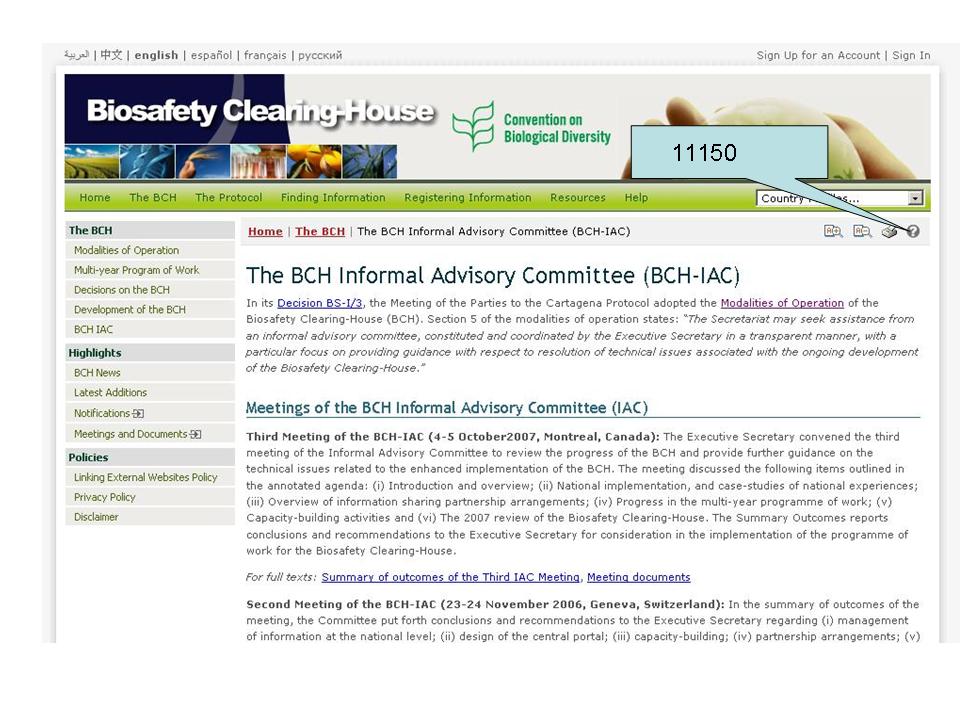 العربية | 中文 | english | español | français | русский
Sign Up for an Account | Sign In
Biosafety Clearing-House
Convention on
Biological Diversity
11150
Home The BCH The Protocol Finding Information Registering Information Resources Help
Country
The BCH
Modalities of Operation
Multi-year Program of Work
Decisions on the BCH
Development of the BCH
BCH IAC
Highlights
BCH News
Latest Additions
Notifications
Meetings and Documents
Policies
Linking External Websites Policy
Privacy Policy
Disclaimer
Home | The BCH | The BCH Informal Advisory Committee (BCH-IAC)
A+ A-
The BCH Informal Advisory Committee (BCH-IAC)
In its Decision BS-I/3, the Meeting of the Parties to the Cartagena Protocol adopted the Modalities of Operation of the
Biosafety Clearing-House (BCH). Section 5 of the modalities of operation states: "The Secretariat may seek assistance from
an informal advisory committee, constituted and coordinated by the Executive Secretary in a transparent manner, with a
particular focus on providing guidance with respect to resolution of technical issues associated with the ongoing development
of the Biosafety Clearing-House."
Meetings of the BCH Informal Advisory Committee (IAC)
Third Meeting of the BCH-IAC (4-5 October2007, Montreal, Canada): The Executive Secretary convened the third
meeting of the Informal Advisory Committee to review the progress of the BCH and provide further guidance on the
technical issues related to the enhanced implementation of the BCH. The meeting discussed the following items outlined in
the annotated agenda: (i) Introduction and overview; (ii) National implementation, and case-studies of national experiences;
(iii) Overview of information sharing partnership arrangements; (iv) Progress in the multi-year programme of work; (v)
Capacity-building activities and (vi) The 2007 review of the Biosafety Clearing-House. The Summary Outcomes reports
conclusions and recommendations to the Executive Secretary for consideration in the implementation of the programme of
work for the Biosafety Clearing-House.
For full texts: Summary of outcomes of the Third IAC Meeting, Meeting documents
Second Meeting of the BCH-IAC (23-24 November 2006, Geneva, Switzerland): In the summary of outcomes of the
meeting, the Committee put forth conclusions and recommendations to the Executive Secretary regarding (i) management
of information at the national level; (ii) design of the central portal; (iii) capacity-building; (iv) partnership arrangements; (v)